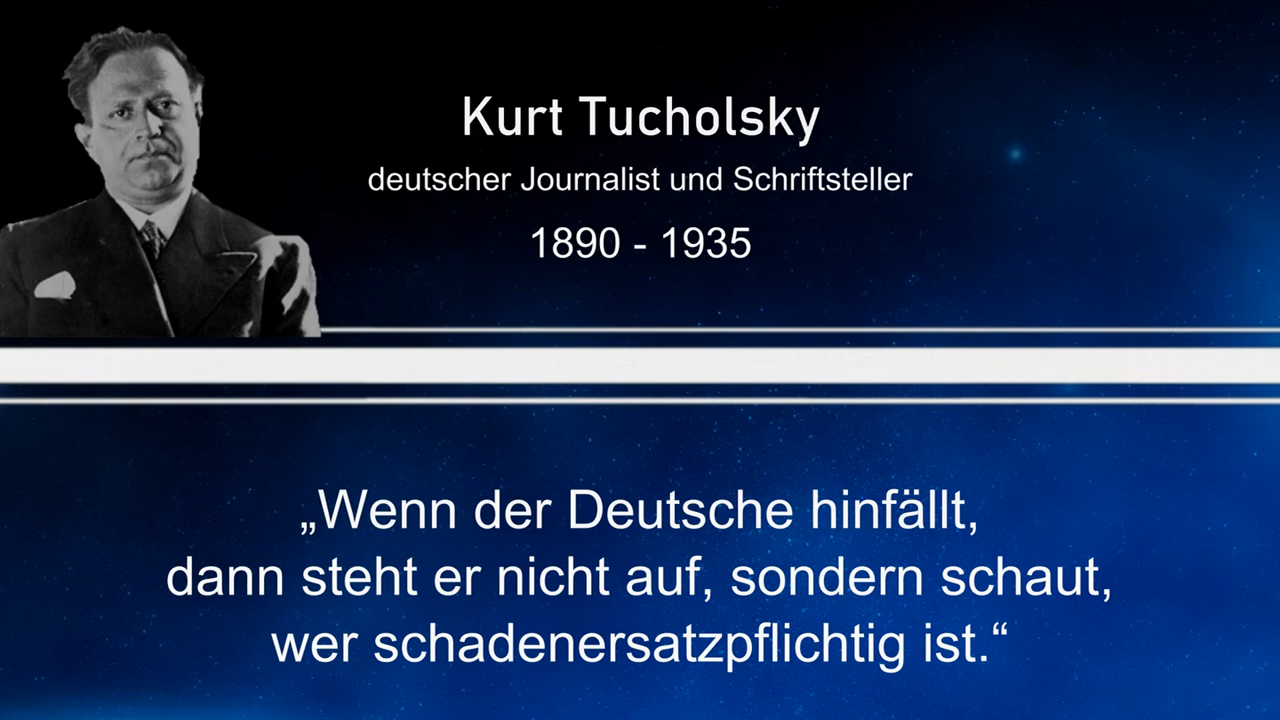 Kurt Tucholsky
deutscher Journalist und Schriftsteller
1890 - 1935
„Wenn der Deutsche hinfällt,
dann steht er nicht auf, sondern schaut,
wer schadenersatzpflichtig ist.“